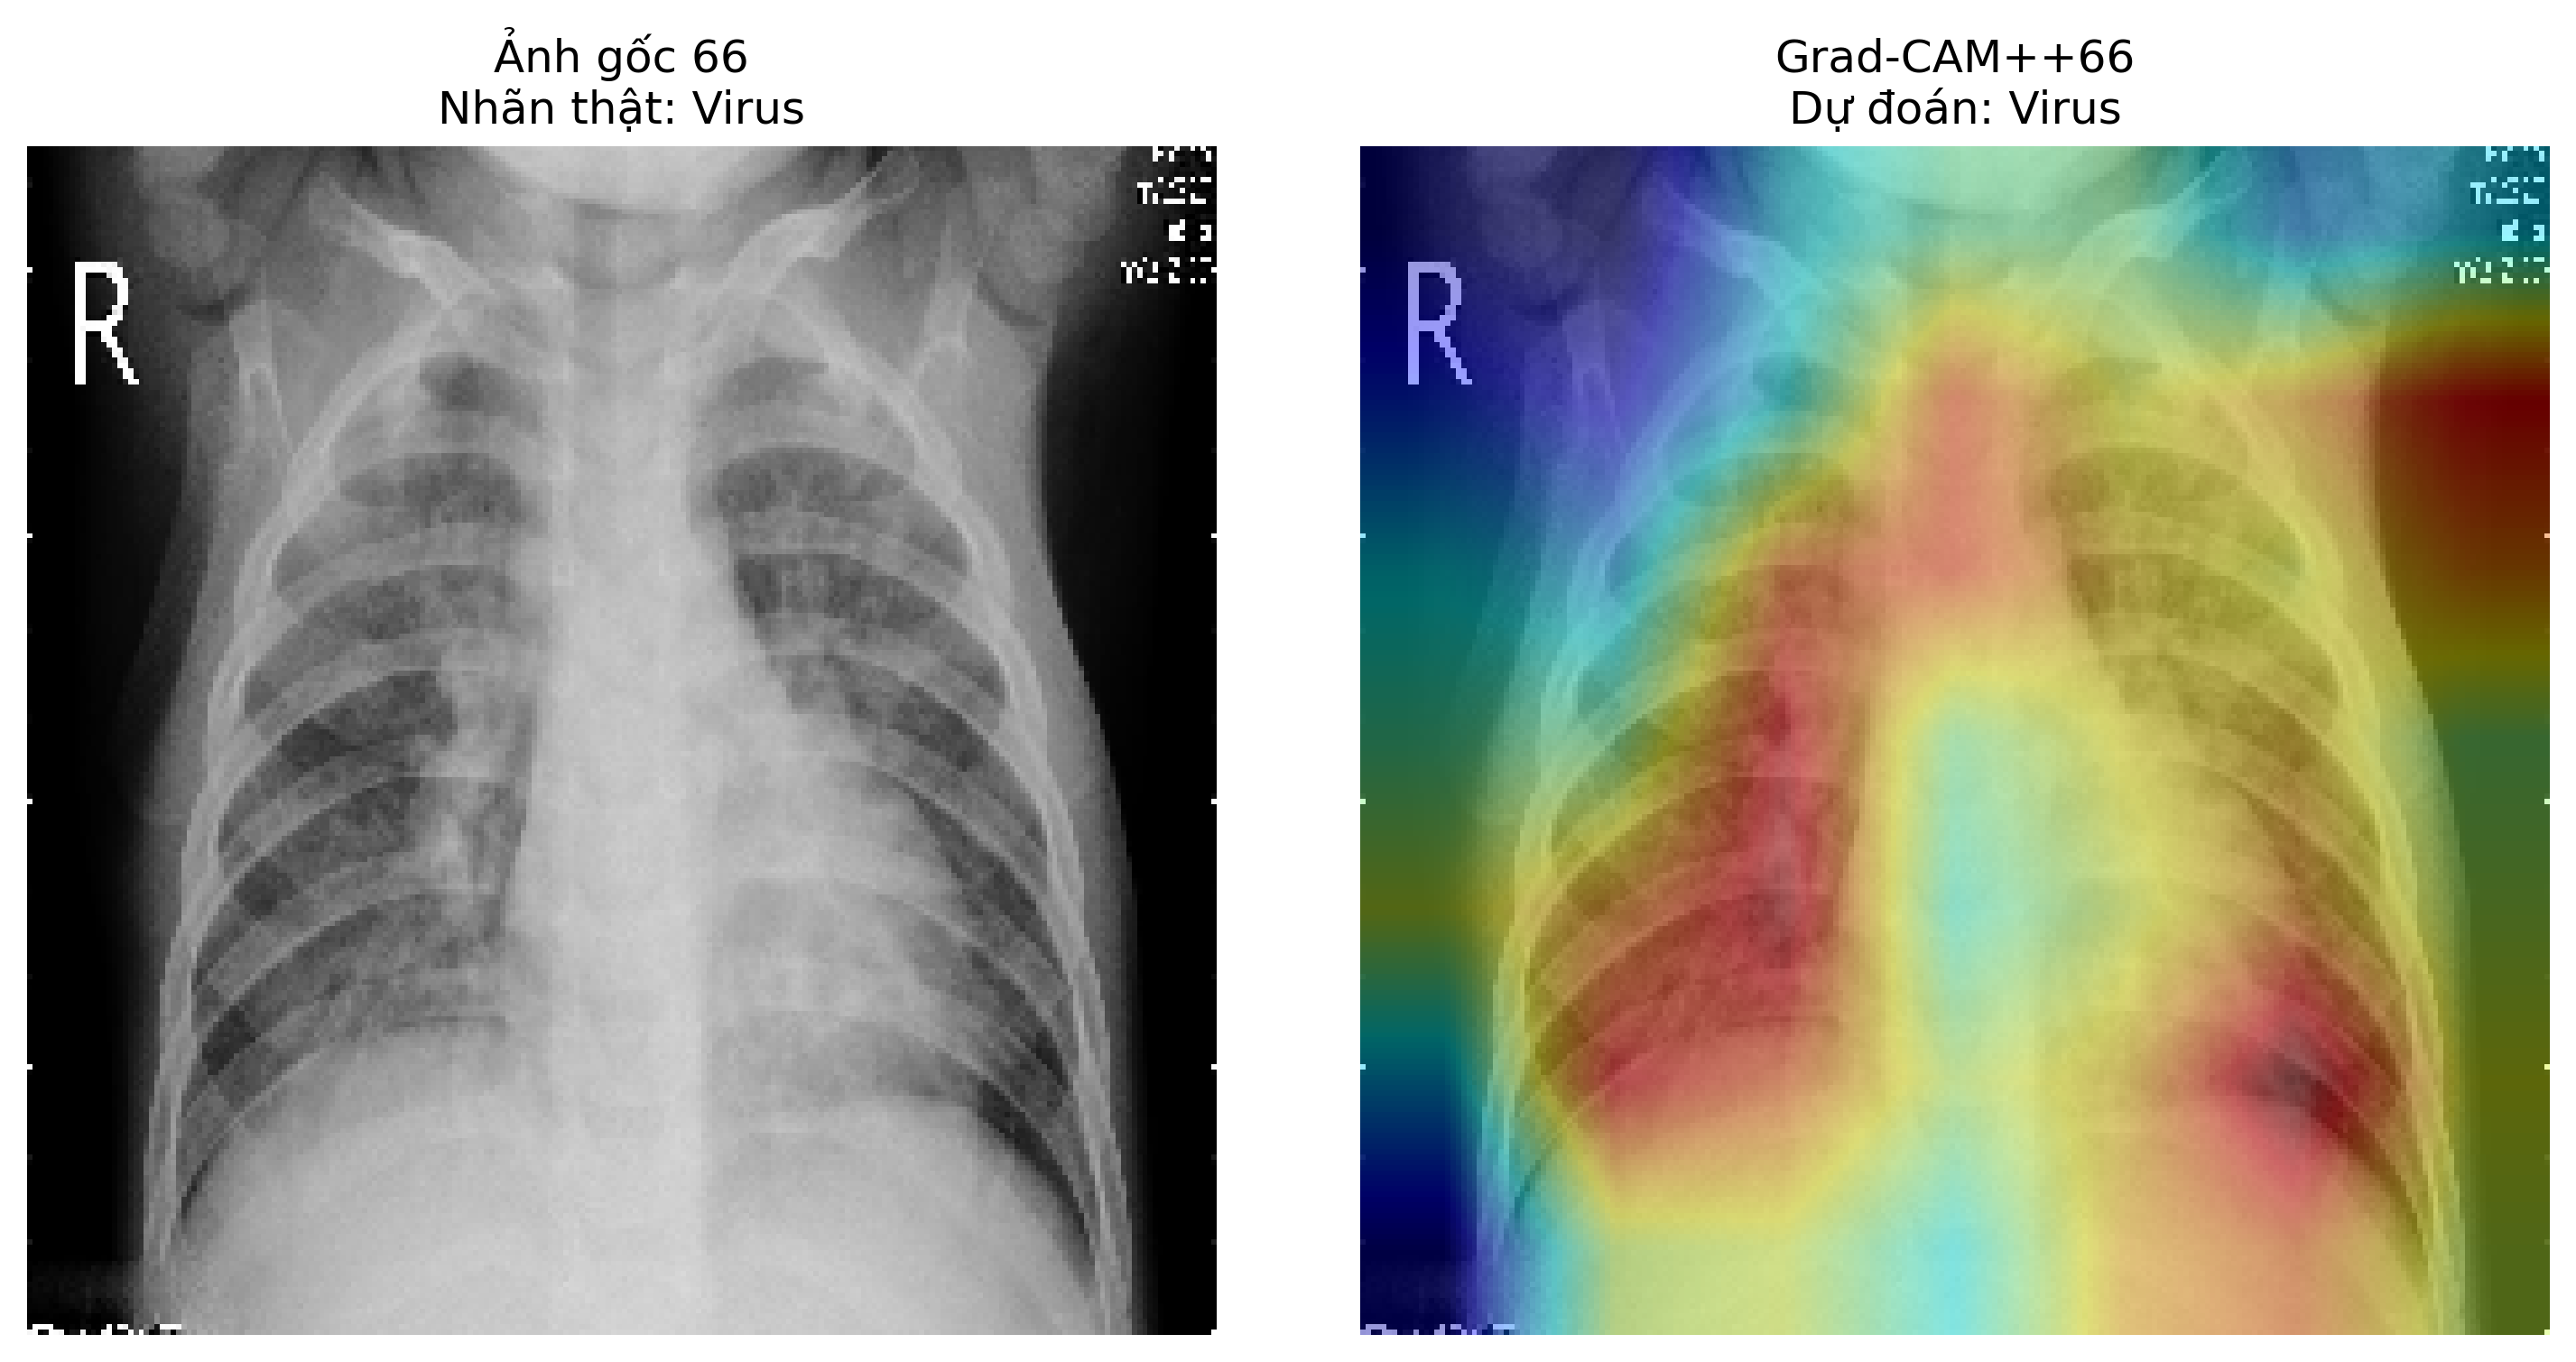 Ảnh gốc 66
Nhãn thật: Virus
Grad-CAM++66
Dự đoán: Virus
R
R